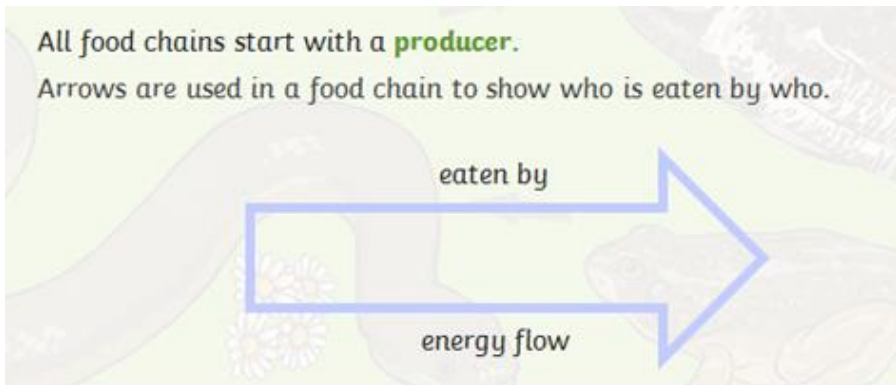 All food chains start with a producer.
Arrows are used in a food chain to show who is eaten by who.
eaten by
energy flow